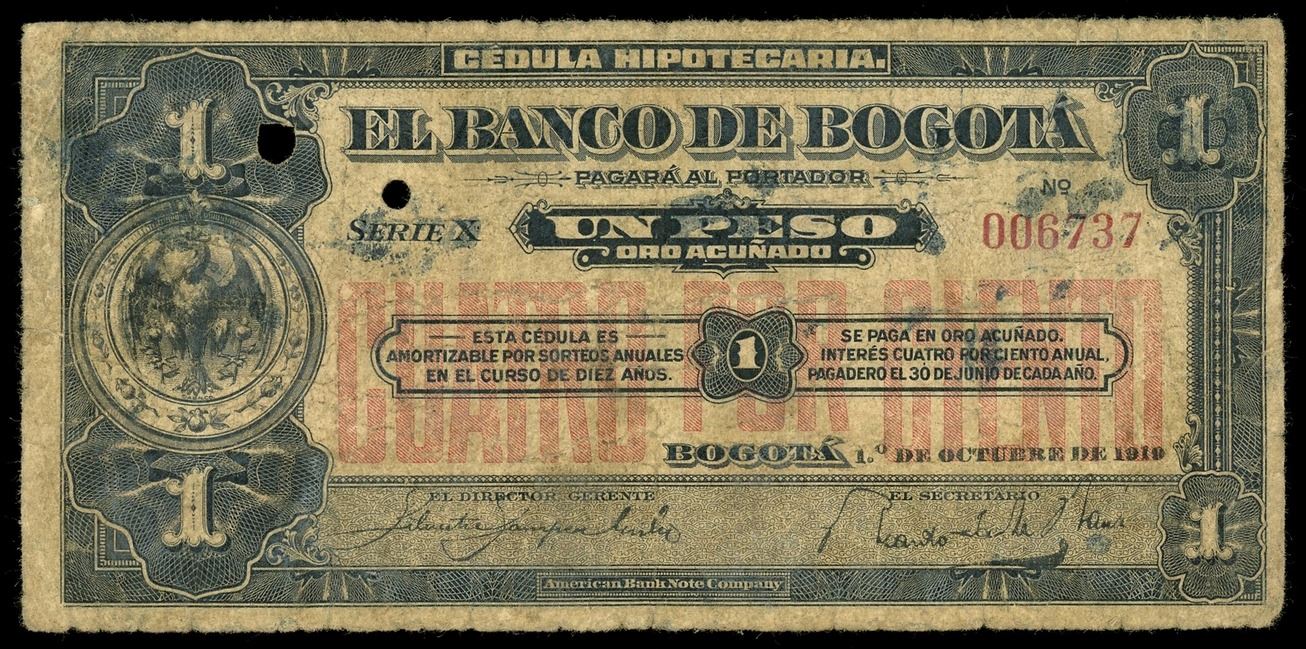 CÉDULA HIPOTECARIA.
1
1
EL BANCO DE BOGOTÁ
PAGARÁ AL PORTADOR
Nº
SERIE X
UN PESO
006737
ORO ACUÑADO
CUATRO POR CIENTO
ESTA CÉDULA ES
AMORTIZABLE POR SORTEOS ANUALES
EN EL CURSO DE DIEZ AÑOS.
1
SE PAGA EN ORO ACUÑADO.
INTERÉS CUATRO POR CIENTO ANUAL,
PAGADERO EL 30 DE JUNIO DE CADA AÑO.
BOGOTÁ 1.º DE OCTUBRE DE 1919
1
EL DIRECTOR GERENTE
EL SECRETARIO
1
American Bank Note Company